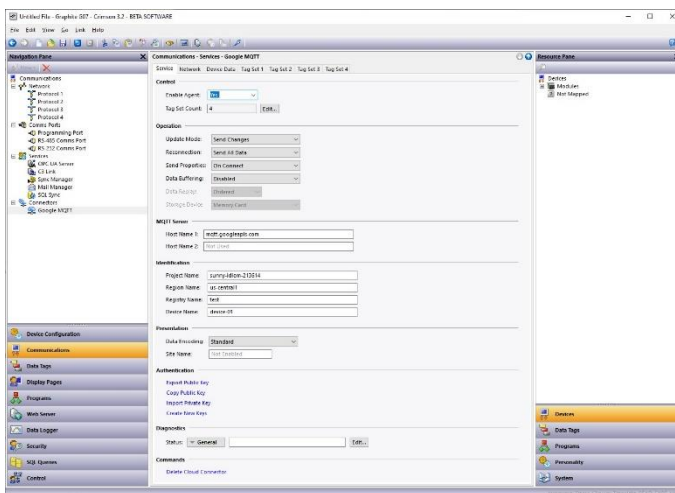 Untitled File - Graphite G07 - Crimson 3.2 - BETA SOFTWARE
File Edit View Go Link Help
Navigation Pane
Communications
Network
Protocol 1
Protocol 2
Protocol 3
Protocol 4
Comms Ports
Programming Port
RS-485 Comms Port
RS-232 Comms Port
Services
OPC UA Server
C3 Link
Sync Manager
Mail Manager
SQL Sync
Connectors
Google MQTT
Device Configuration
Communications
Data Tags
Display Pages
Programs
Web Server
Data Logger
Security
SQL Queries
Control
Communications - Services - Google MQTT
Service Network Device Data Tag Set 1 Tag Set 2 Tag Set 3 Tag Set 4
Control
Enable Agent: Yes
Tag Set Count: 4 Edit...
Operation
Update Mode: Send Changes
Reconnection: Send All Data
Send Properties: On Connect
Data Buffering: Disabled
Data Replay: Ordered
Storage Device: Memory Card
MQTT Server
Host Name 1: mqtt.googleapis.com
Host Name 2: Not Used
Identification
Project Name: sunny-idiom-213614
Region Name: us-central1
Registry Name: test
Device Name: device-01
Presentation
Data Encoding: Standard
Site Name: Not Enabled
Authentication
Export Public Key
Copy Public Key
Import Private Key
Create New Keys
Diagnostics
Status: General Edit...
Commands
Delete Cloud Connector
Resource Pane
Devices
Modules
Not Mapped
Devices
Data Tags
Programs
Personality
System